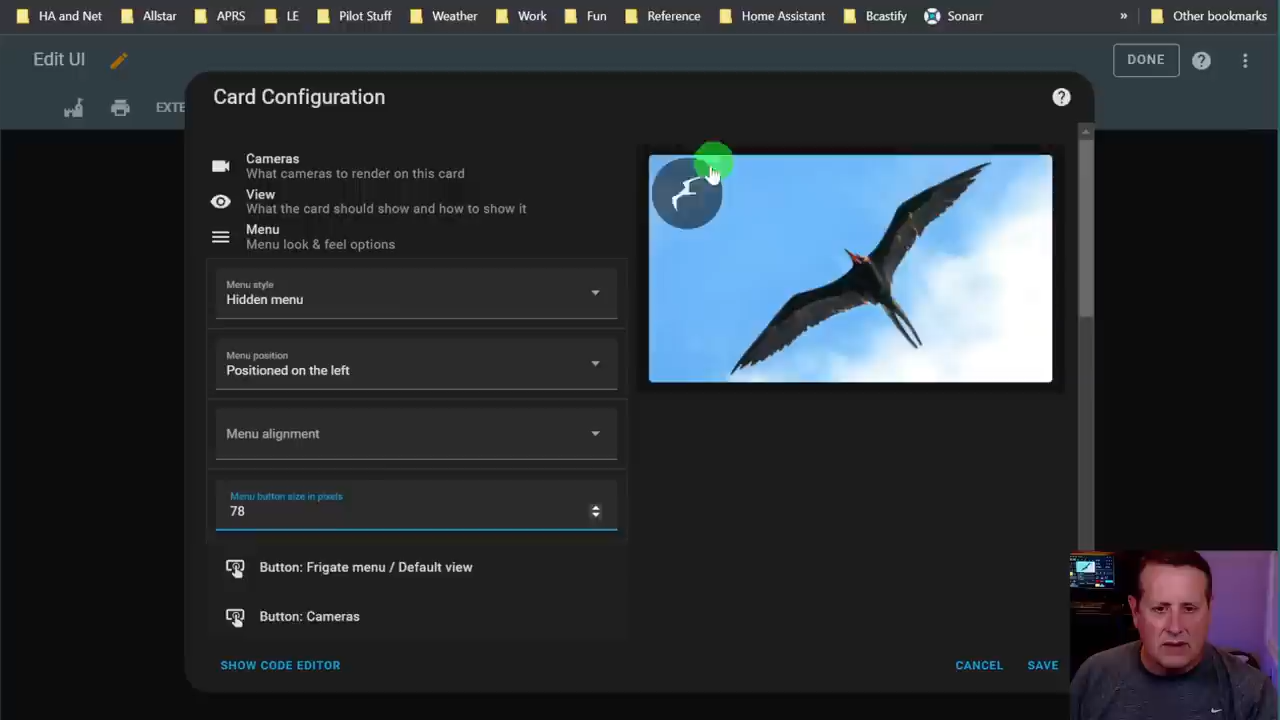 HA and Net
Allstar
APRS
LE
Pilot Stuff
Weather
Work
Fun
Reference
Home Assistant
Bcastify
Sonarr
»
Other bookmarks
Edit UI
DONE
EXTE
Card Configuration
Cameras
What cameras to render on this card
View
What the card should show and how to show it
Menu
Menu look & feel options
Menu style
Hidden menu
Menu position
Positioned on the left
Menu alignment
Menu button size in pixels
78
Button: Frigate menu / Default view
Button: Cameras
SHOW CODE EDITOR
CANCEL
SAVE